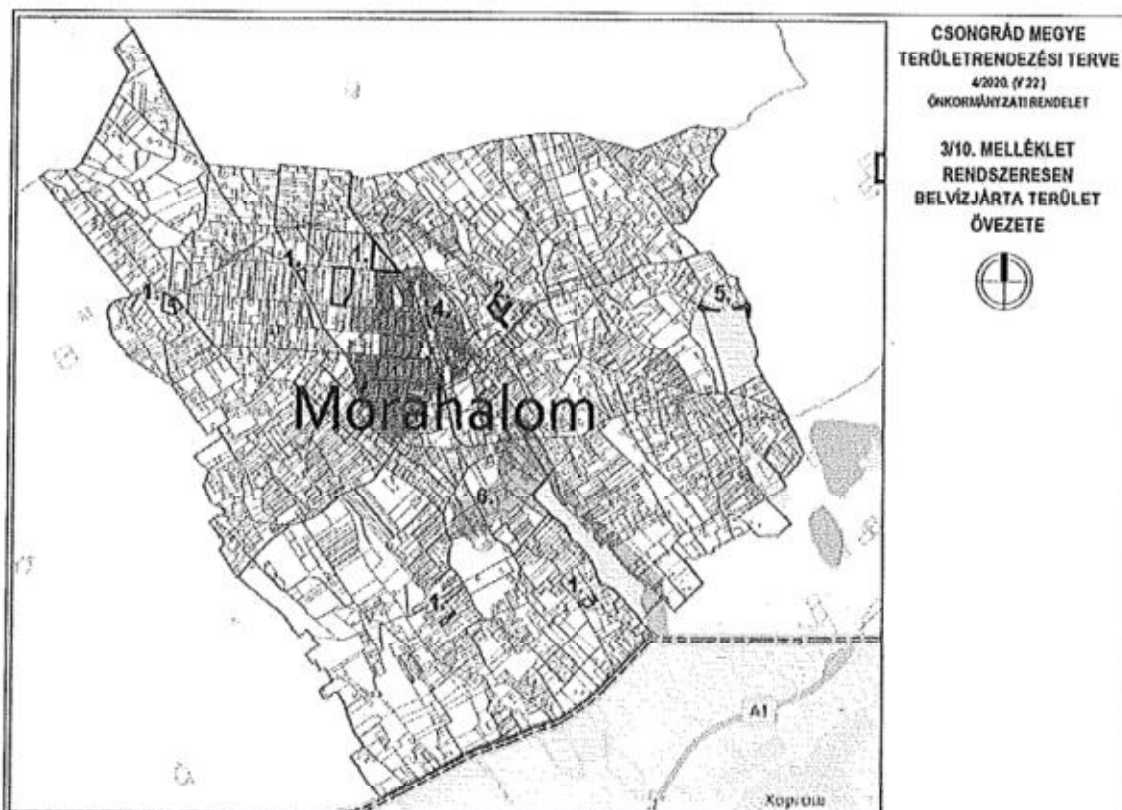 CSONGRÁD MEGYE
TERÜLETRENDEZÉSI TERVE
4/2020. (V.22.)
ÖNKORMÁNYZATI RENDELET
3/10. MELLÉKLET
RENDSZERESEN
BELVÍZJÁRTA TERÜLET
ÖVEZETE
1.
1.
1.
4.
2.
5.
Mórahalom
6.
1.
1.
A1
Хоргош